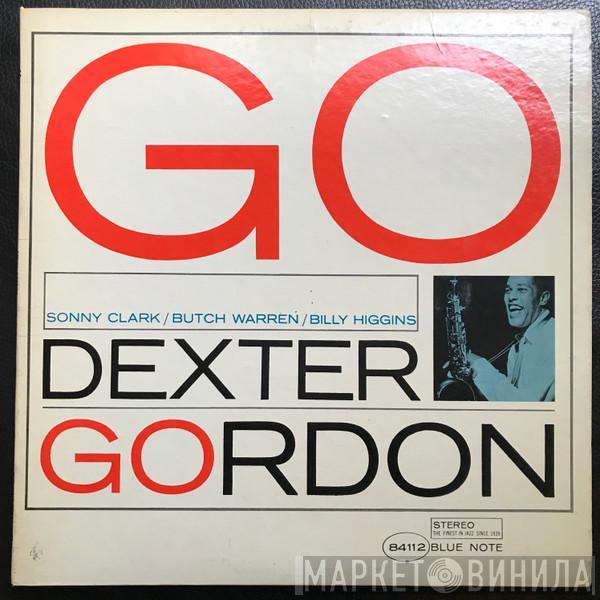 GO
SONNY CLARK/BUTCH WARREN/BILLY HIGGINS
DEXTER
GORDON
STEREO
THE FINEST IN JAZZ SINCE 1939
84112 BLUE NOTE
МАРКЕТ ВИНИЛА